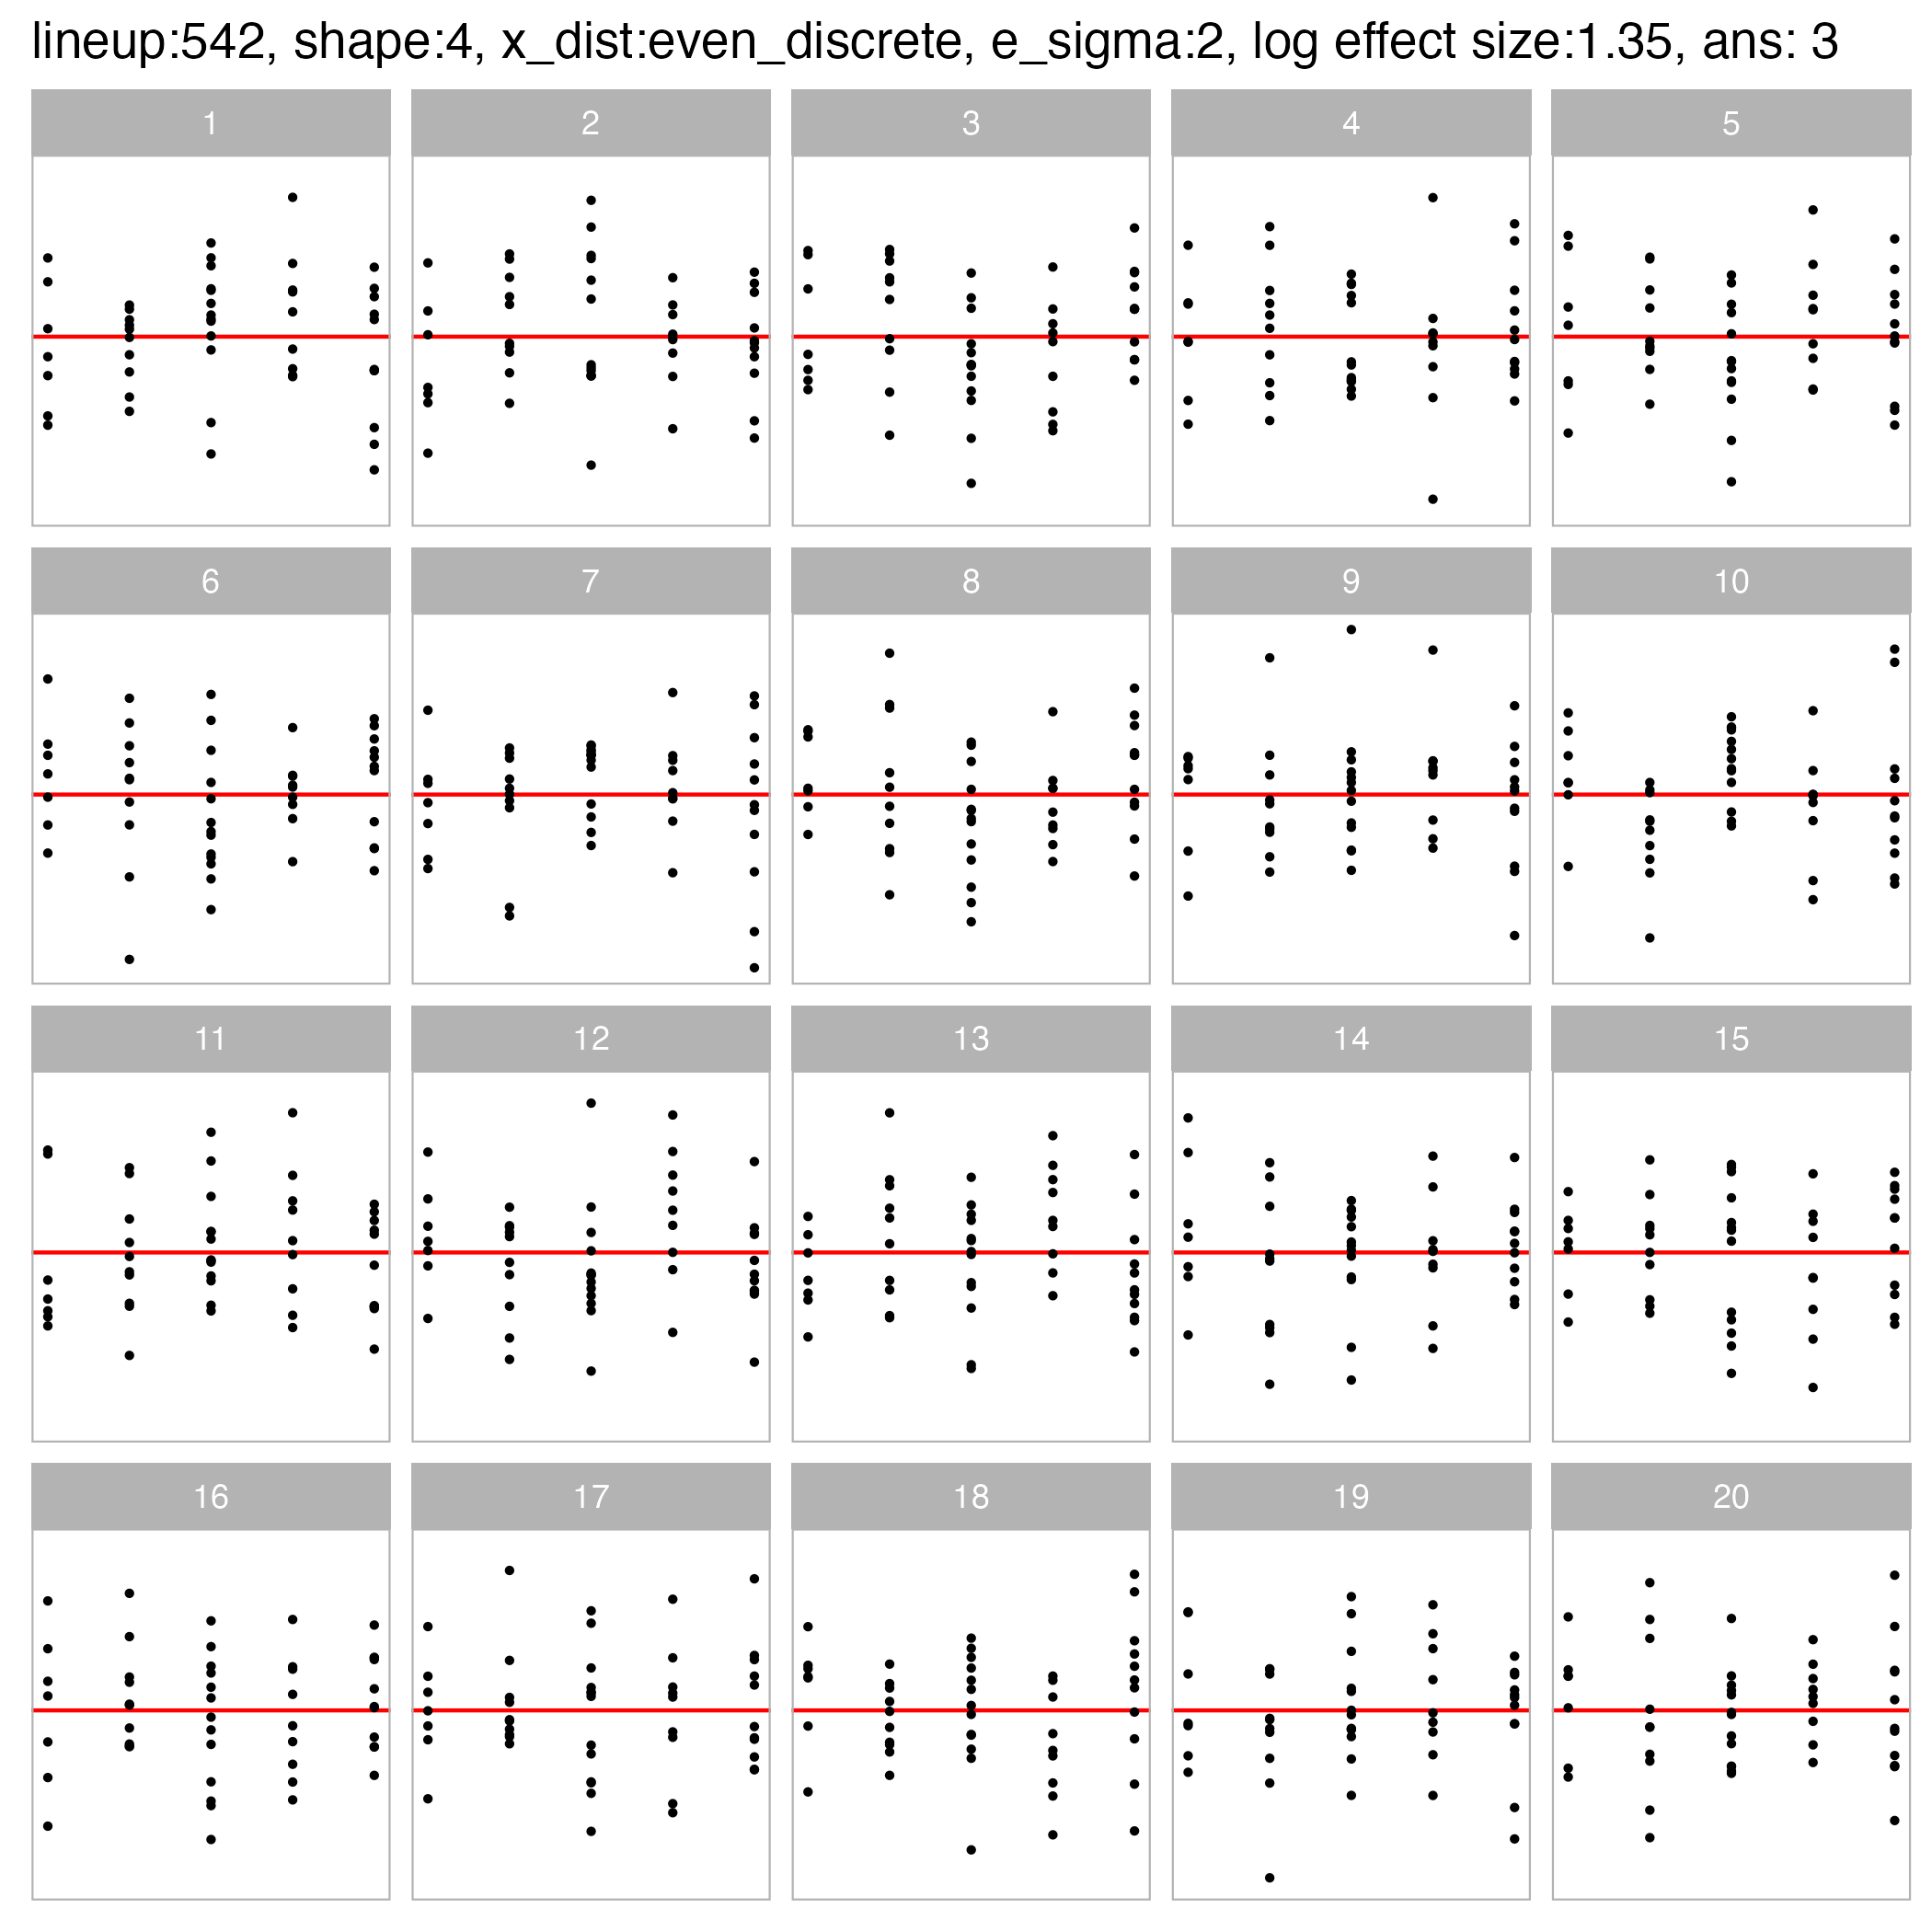 lineup:542, shape:4, x_dist:even_discrete, e_sigma:2, log effect size:1.35, ans: 3
1 2 3 4 5
6 7 8 9 10
11 12 13 14 15
16 17 18 19 20